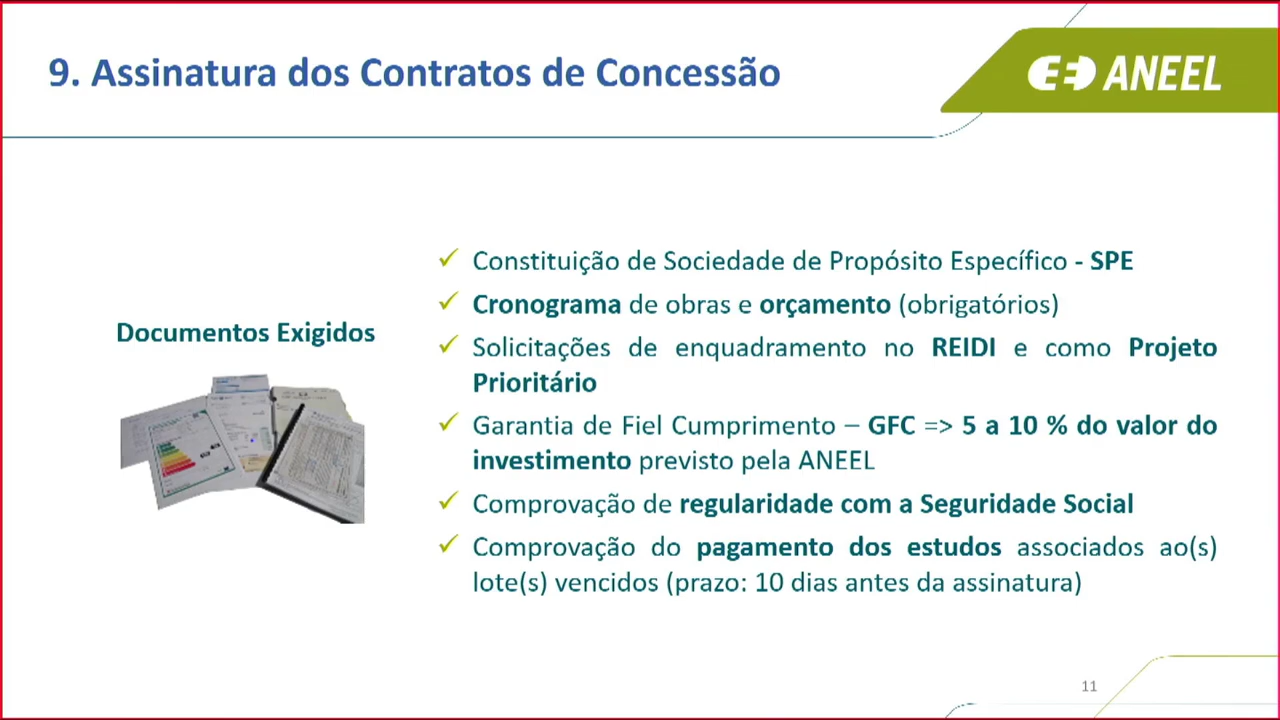 9. Assinatura dos Contratos de Concessão
ANEEL
Documentos Exigidos
Constituição de Sociedade de Propósito Específico - SPE
Cronograma de obras e orçamento (obrigatórios)
Solicitações de enquadramento no REIDI e como Projeto
Prioritário
Garantia de Fiel Cumprimento – GFC => 5 a 10 % do valor do
investimento previsto pela ANEEL
Comprovação de regularidade com a Seguridade Social
Comprovação do pagamento dos estudos associados ao(s)
lote(s) vencidos (prazo: 10 dias antes da assinatura)
11